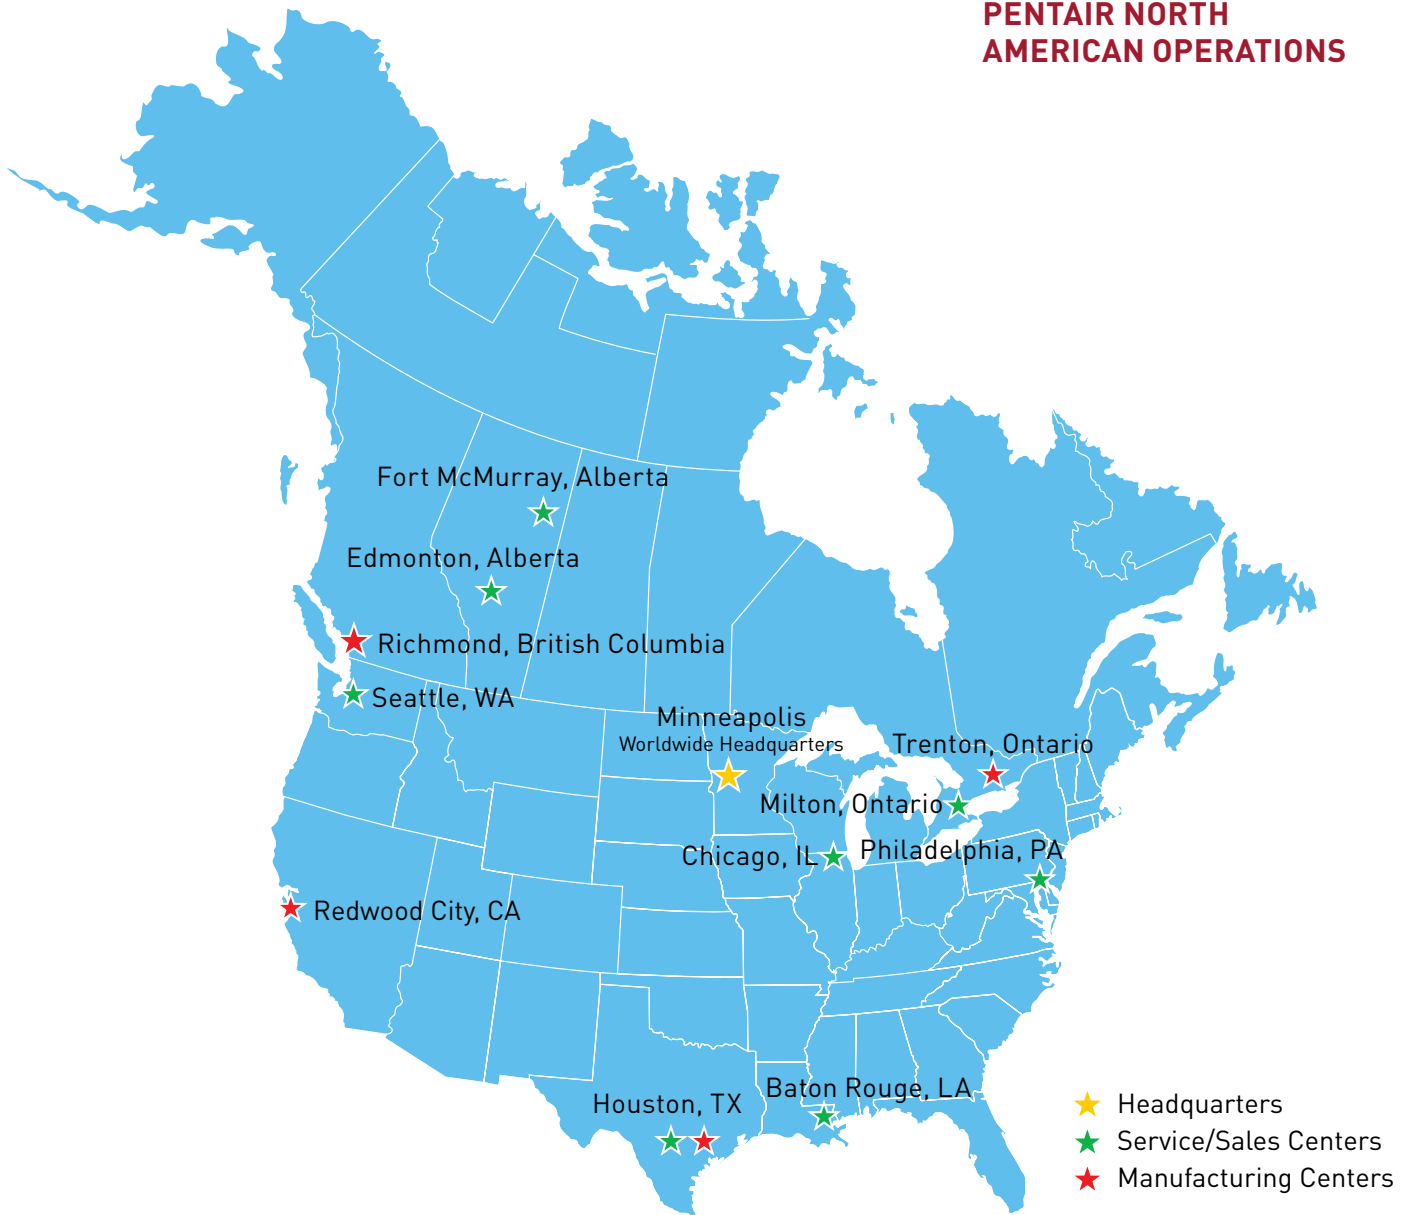 PENTAIR NORTH
AMERICAN OPERATIONS
Fort McMurray, Alberta
Edmonton, Alberta
Richmond, British Columbia
Seattle, WA
Minneapolis
Worldwide Headquarters
Trenton, Ontario
Milton, Ontario
Chicago, IL
Philadelphia, PA
Redwood City, CA
Baton Rouge, LA
Houston, TX
Headquarters
Service/Sales Centers
Manufacturing Centers